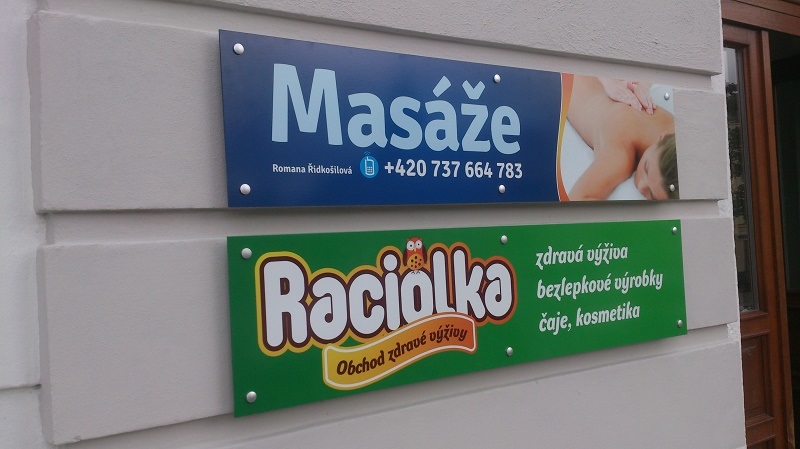 Masáže
Romana Řidkošilová +420 737 664 783
Raciolka
Obchod zdravé výživy
zdravá výživa
bezlepkové výrobky
čaje, kosmetika